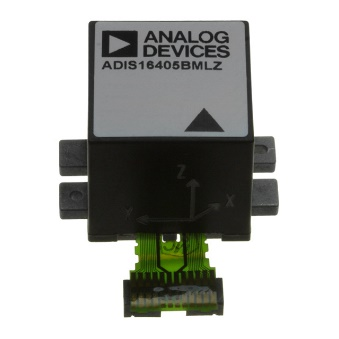 ANALOG
DEVICES
ADIS16405BMLZ
Z
X